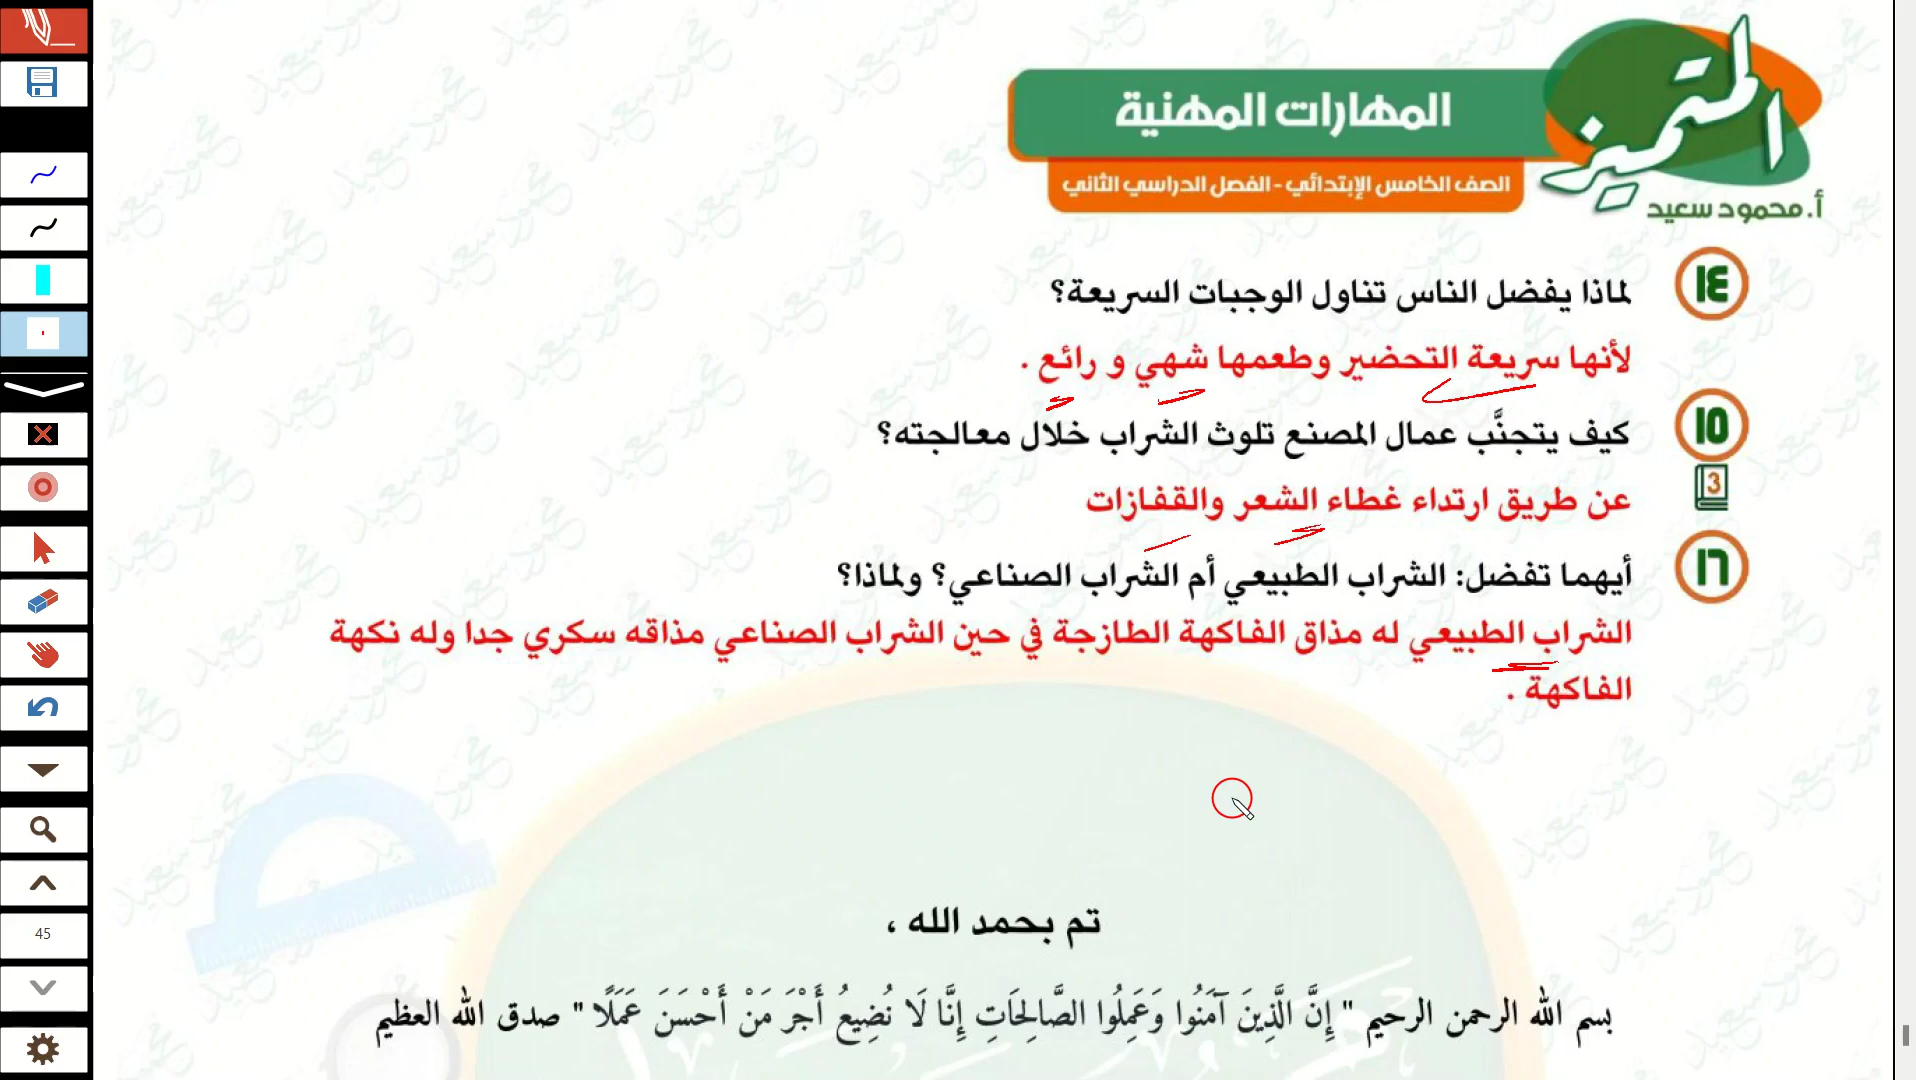 المتميز
المهارات المهنية
الصف الخامس الإبتدائي - الفصل الدراسي الثاني
أ. محمود سعيد
١٤ لماذا يفضل الناس تناول الوجبات السريعة؟
لأنها سريعة التحضير وطعمها شهي و رائع .
١٥ كيف يتجنَّب عمال المصنع تلوث الشراب خلال معالجته؟
3
عن طريق ارتداء غطاء الشعر والقفازات
١٦ أيهما تفضل: الشراب الطبيعي أم الشراب الصناعي؟ ولماذا؟
الشراب الطبيعي له مذاق الفاكهة الطازجة في حين الشراب الصناعي مذاقه سكري جدا وله نكهة
الفاكهة .
تم بحمد الله ،
بسم الله الرحمن الرحيم " إِنَّ الَّذِينَ آمَنُوا وَعَمِلُوا الصَّالِحَاتِ إِنَّا لَا نُضِيعُ أَجْرَ مَنْ أَحْسَنَ عَمَلًا " صدق الله العظيم
45